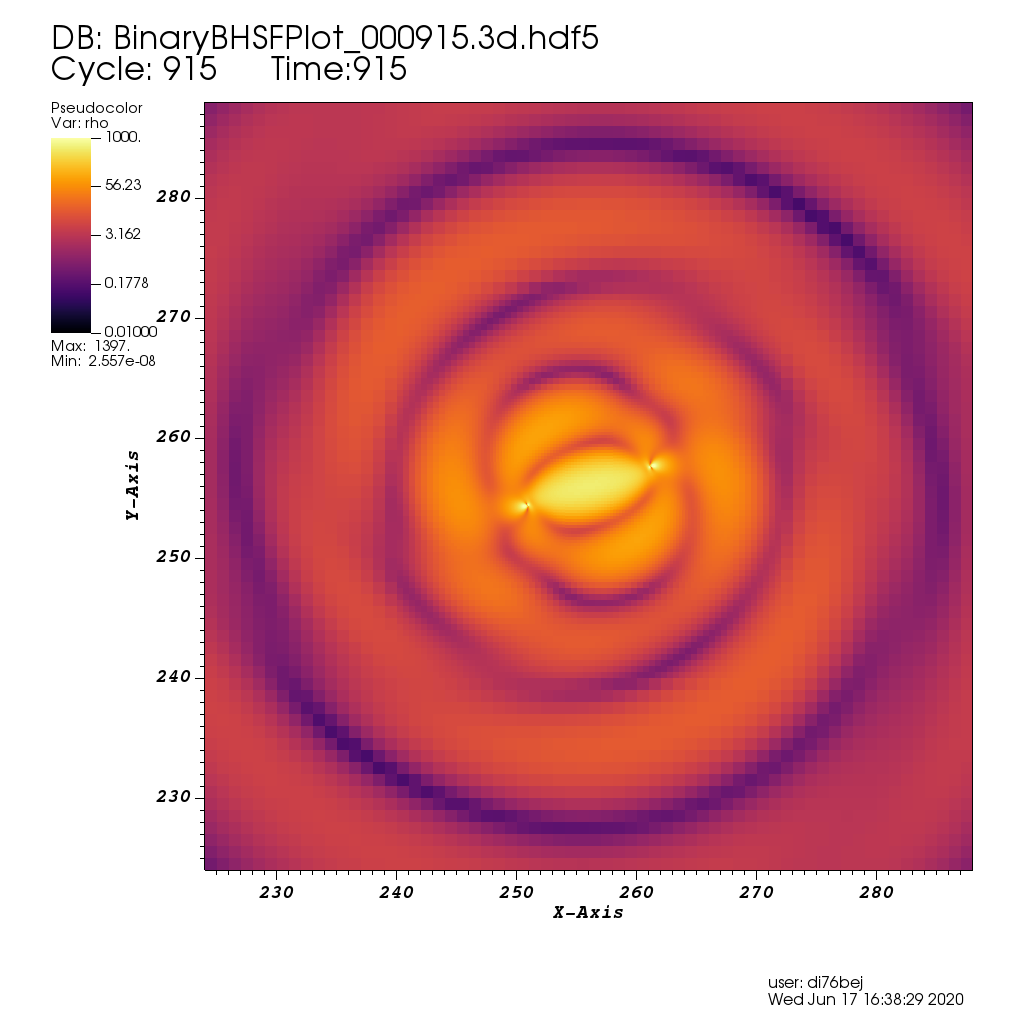 DB: BinaryBHSFPlot_000915.3d.hdf5
Cycle: 915 Time:915
Pseudocolor
Var: rho
1000.
56.23
3.162
0.1778
0.01000
Max: 1397.
Min: 2.557e-08
280
270
260
250
240
230
Y-Axis
230 240 250 260 270 280
X-Axis
user: di76bej
Wed Jun 17 16:38:29 2020